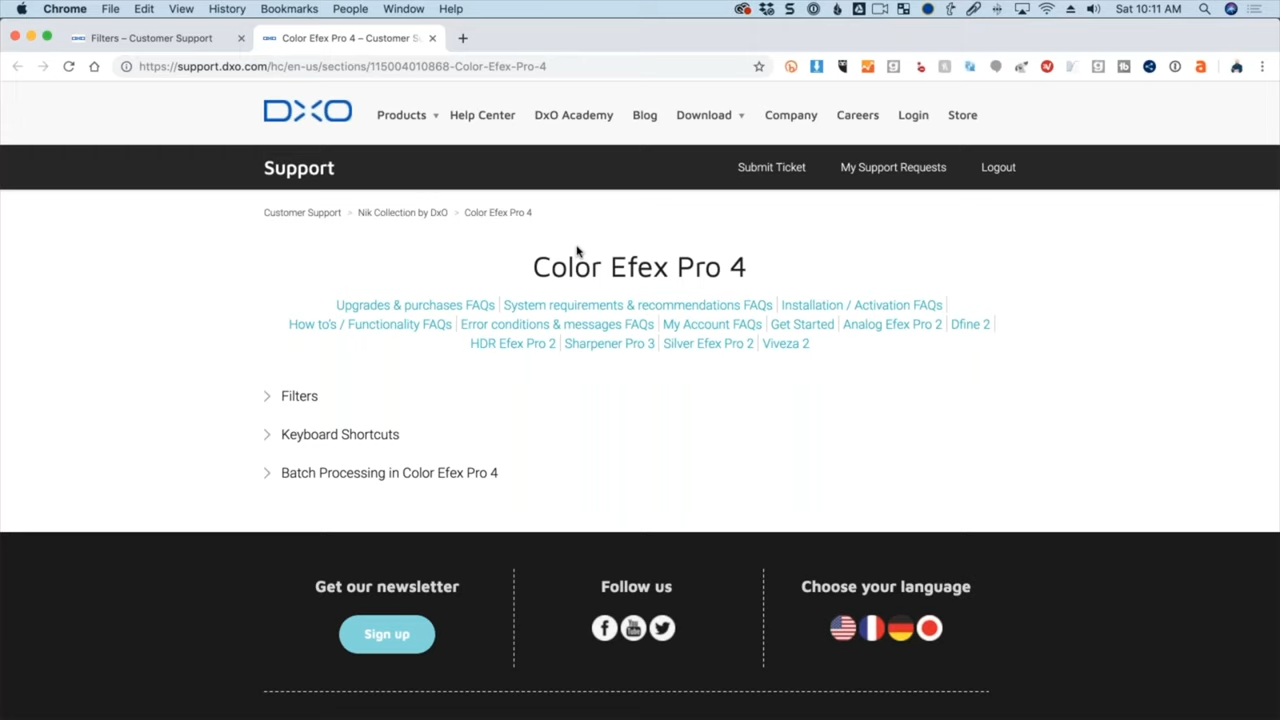 Chrome File Edit View History Bookmarks People Window Help Sat 10:11 AM
Filters – Customer Support
Color Efex Pro 4 – Customer S
https://support.dxo.com/hc/en-us/sections/115004010868-Color-Efex-Pro-4
DXO Products Help Center DxO Academy Blog Download Company Careers Login Store
Support Submit Ticket My Support Requests Logout
Customer Support > Nik Collection by DxO > Color Efex Pro 4
Color Efex Pro 4
Upgrades & purchases FAQs System requirements & recommendations FAQs Installation / Activation FAQs
How to's / Functionality FAQs Error conditions & messages FAQs My Account FAQs Get Started Analog Efex Pro 2 Dfine 2
HDR Efex Pro 2 Sharpener Pro 3 Silver Efex Pro 2 Viveza 2
Filters
Keyboard Shortcuts
Batch Processing in Color Efex Pro 4
Get our newsletter Follow us Choose your language
Sign up